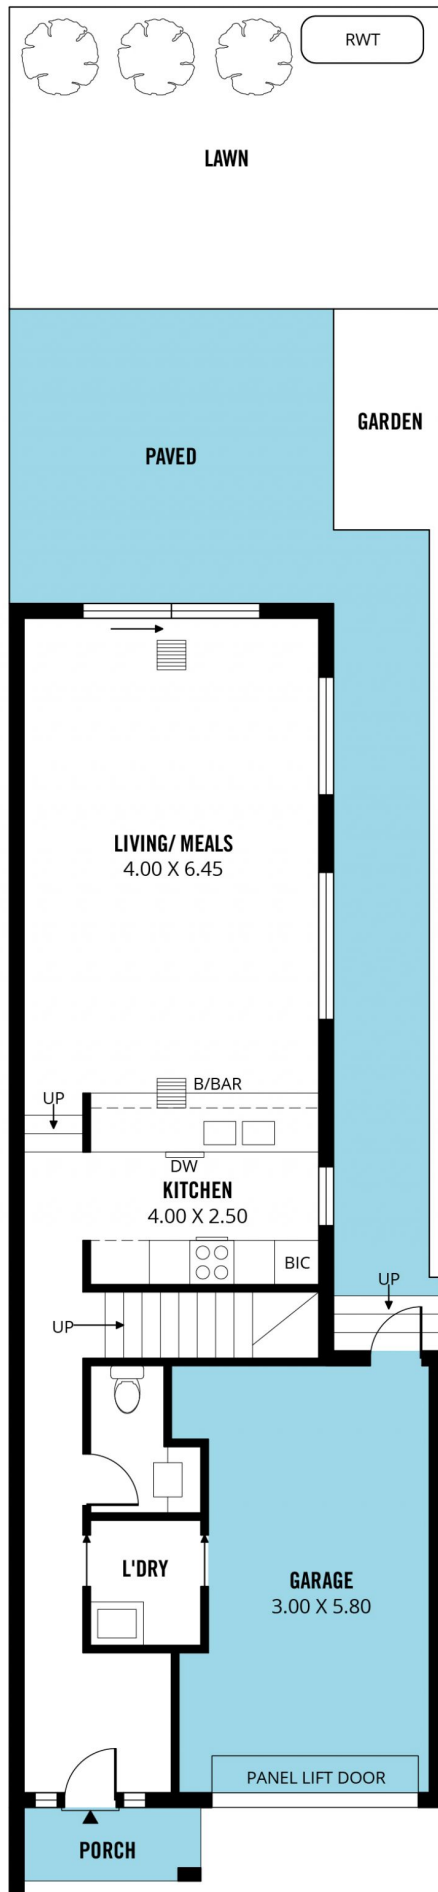 RWT
LAWN
GARDEN
PAVED
LIVING/ MEALS
4.00 X 6.45
B/BAR
UP
DW
KITCHEN
4.00 X 2.50
BIC
UP
UP
L'DRY
GARAGE
3.00 X 5.80
PANEL LIFT DOOR
PORCH